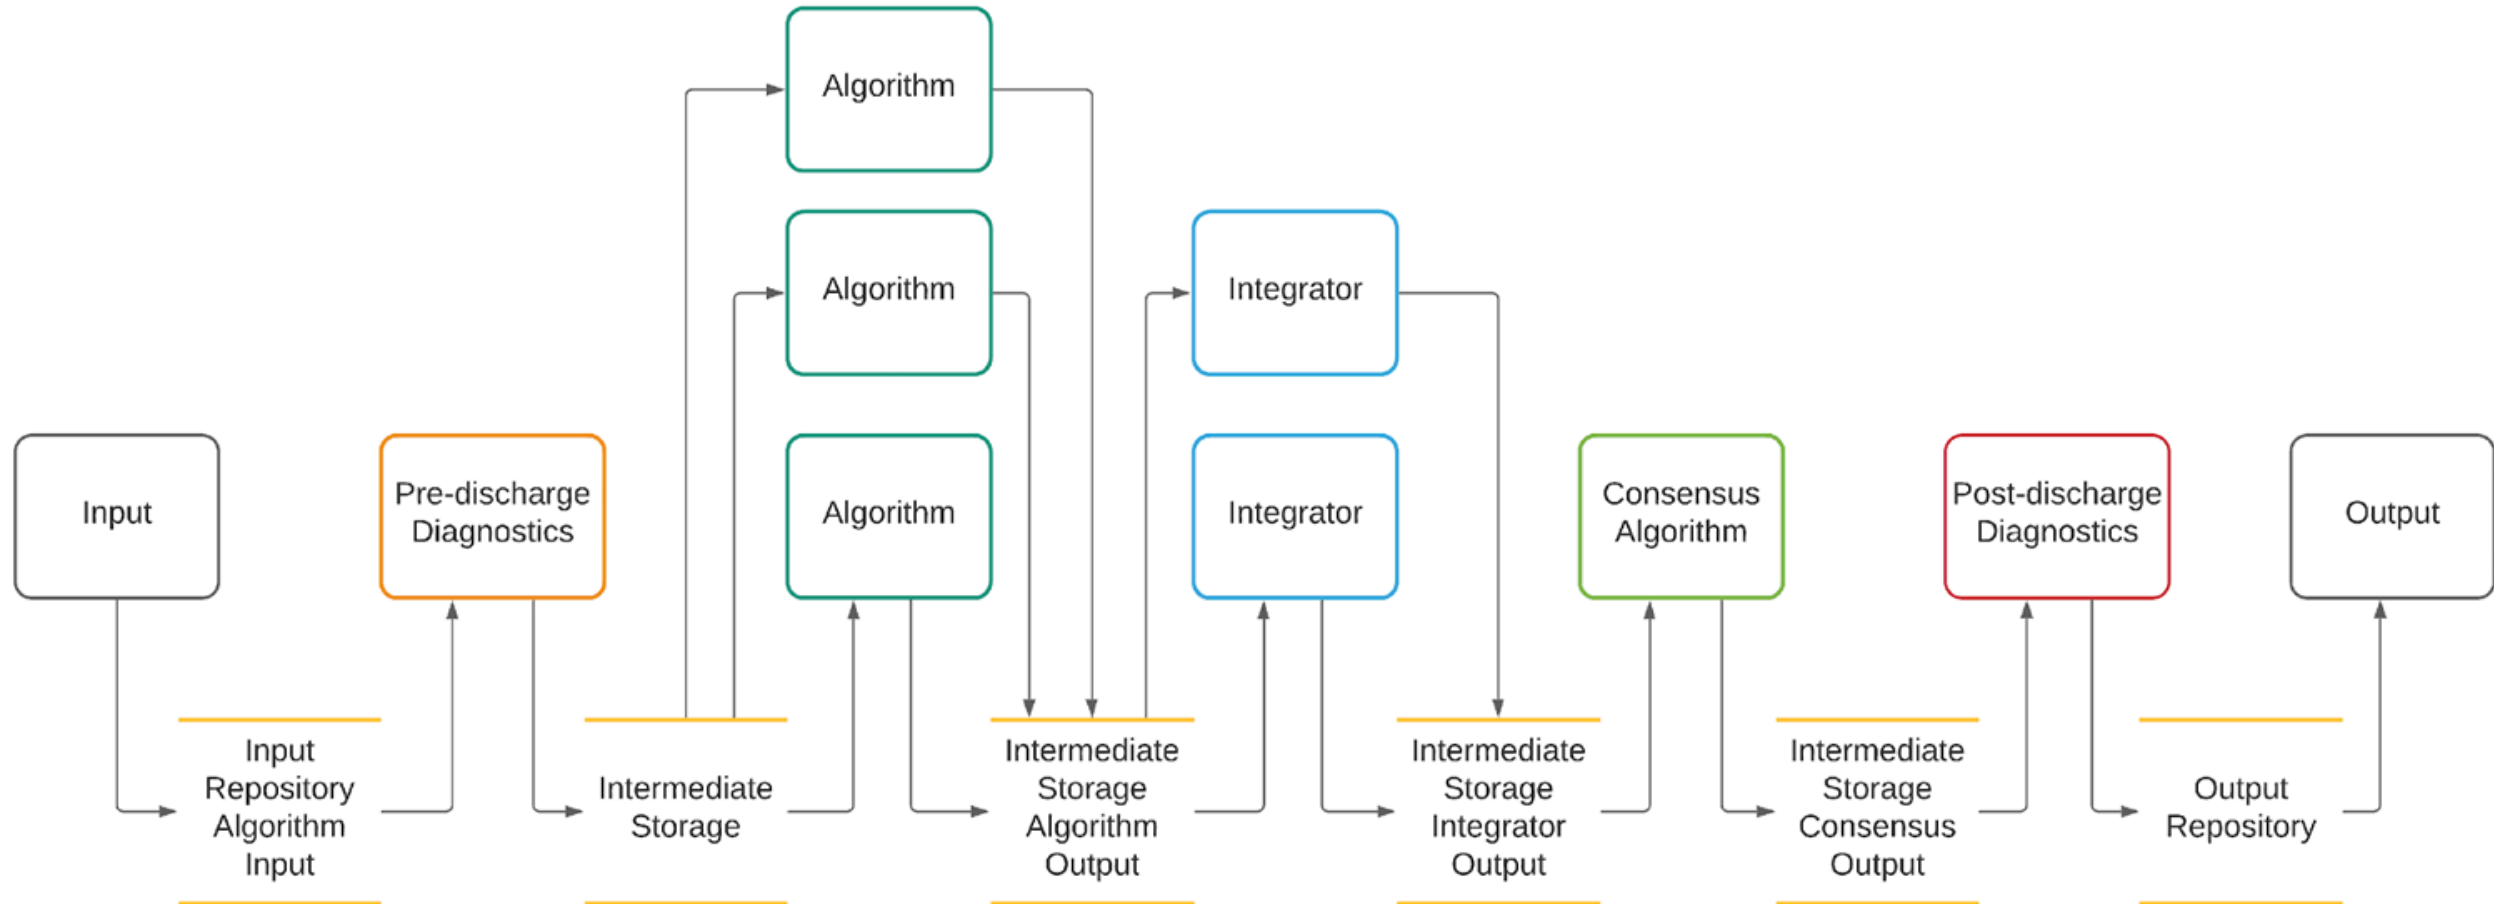 Algorithm
Algorithm
Integrator
Input
Pre-discharge
Diagnostics
Algorithm
Integrator
Consensus
Algorithm
Post-discharge
Diagnostics
Output
Input
Repository
Algorithm
Input
Intermediate
Storage
Intermediate
Storage
Algorithm
Output
Intermediate
Storage
Integrator
Output
Intermediate
Storage
Consensus
Output
Output
Repository